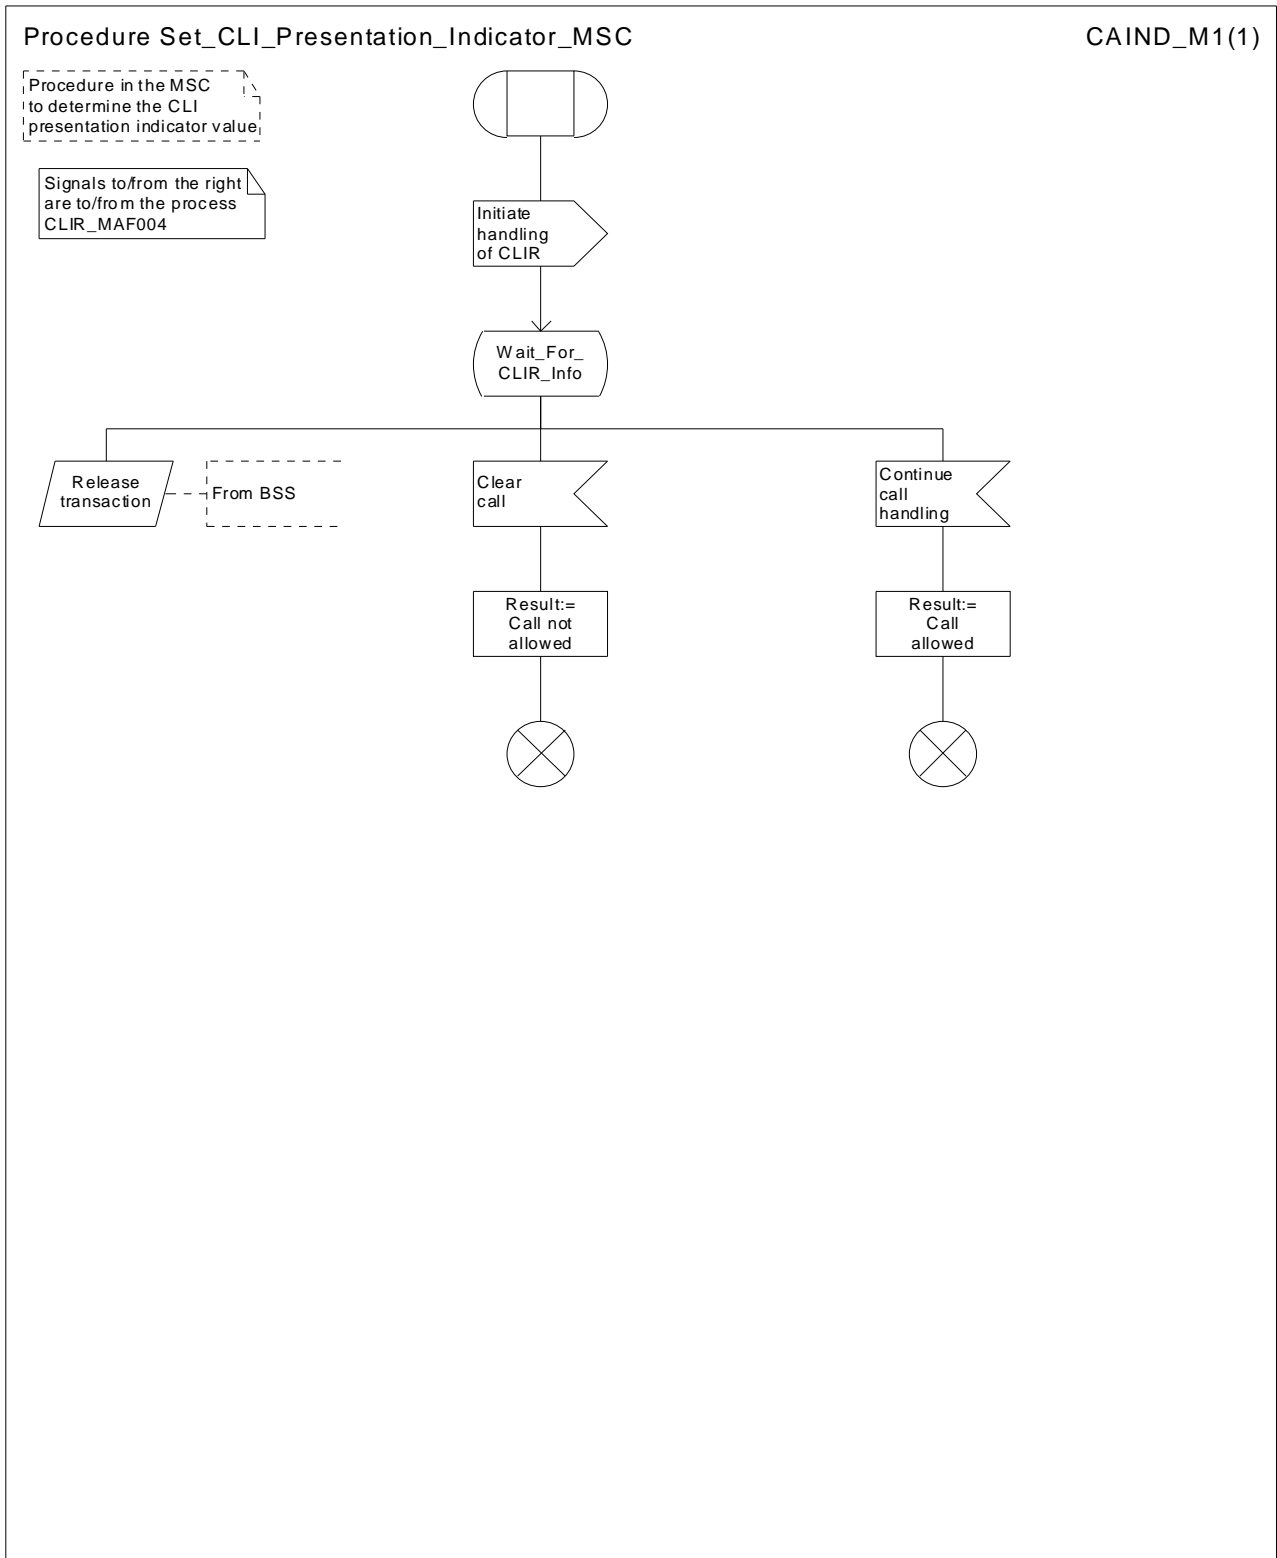 Procedure Set_CLI_Presentation_Indicator_MSC
CAIND_M1(1)
Procedure in the MSC
to determine the CLI
presentation indicator value
Signals to/from the right
are to/from the process
CLIR_MAF004
Initiate
handling
of CLIR
Wait_For_
CLIR_Info
Release
transaction
From BSS
Clear
call
Continue
call
handling
Result:=
Call not
allowed
Result:=
Call
allowed